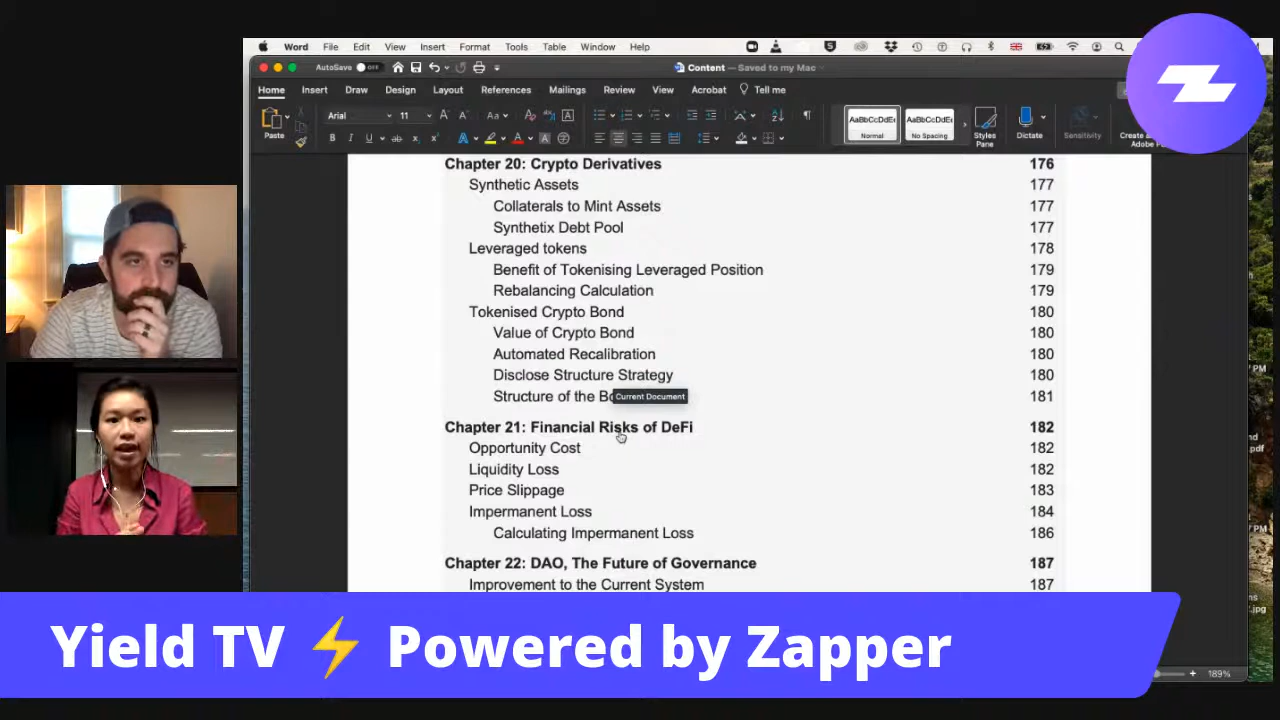 Word File Edit View Insert Format Tools Table Window Help
AutoSave OFF Content — Saved to my Mac
Home Insert Draw Design Layout References Mailings Review View Acrobat Tell me
Paste Arial 11 AaBbCcDdEe Normal AaBbCcDdEe No Spacing Styles Pane Dictate Sensitivity
Chapter 20: Crypto Derivatives 176
Synthetic Assets 177
Collaterals to Mint Assets 177
Synthetix Debt Pool 177
Leveraged tokens 178
Benefit of Tokenising Leveraged Position 179
Rebalancing Calculation 179
Tokenised Crypto Bond 180
Value of Crypto Bond 180
Automated Recalibration 180
Disclose Structure Strategy 180
Structure of the 181
Current Document
Chapter 21: Financial Risks of DeFi 182
Opportunity Cost 182
Liquidity Loss 182
Price Slippage 183
Impermanent Loss 184
Calculating Impermanent Loss 186
Chapter 22: DAO, The Future of Governance 187
Improvement to the Current System 187
Yield TV ⚡ Powered by Zapper
189%